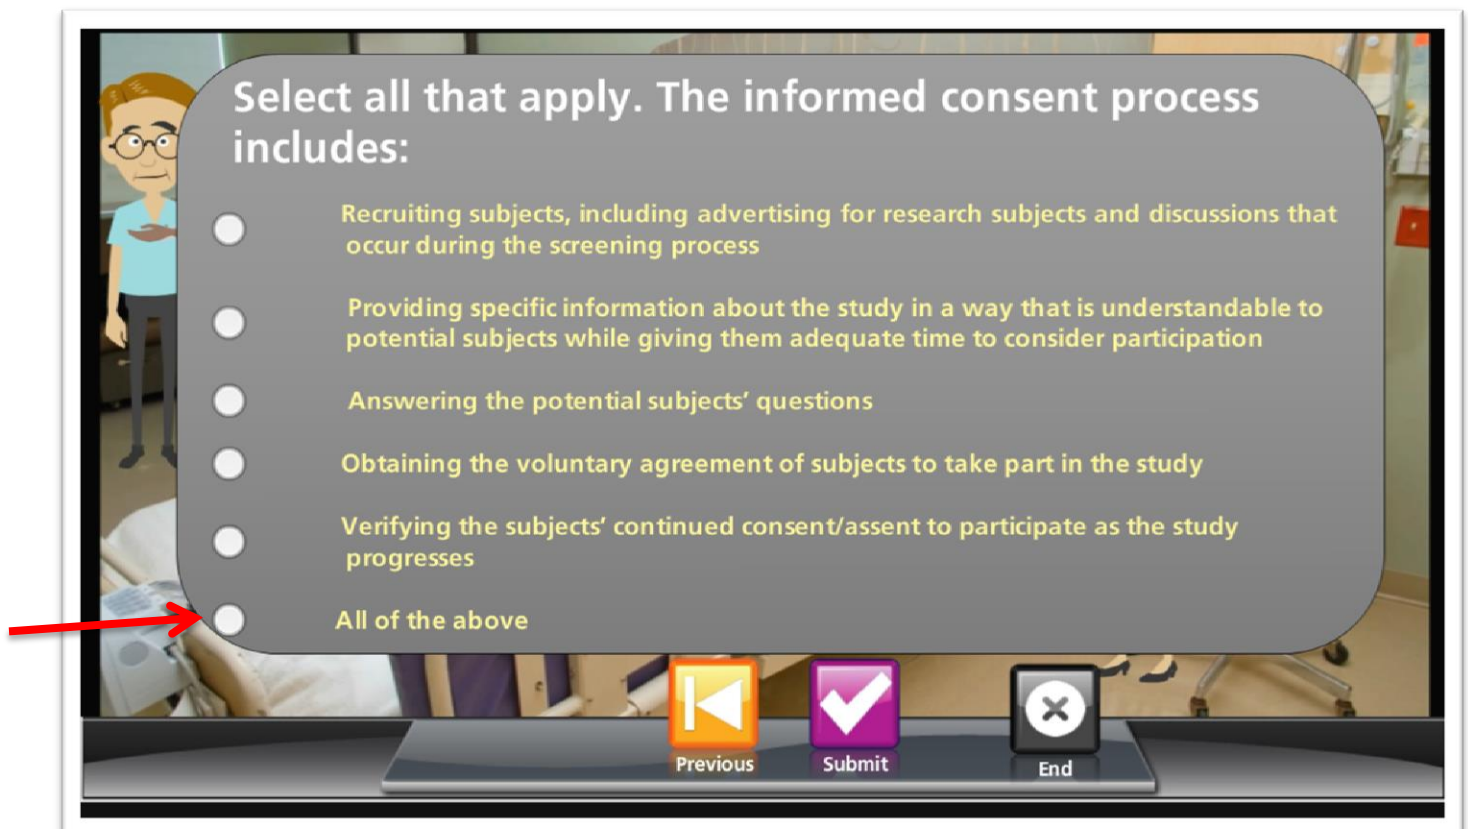 Select all that apply. The informed consent process
includes:
Recruiting subjects, including advertising for research subjects and discussions that
occur during the screening process
Providing specific information about the study in a way that is understandable to
potential subjects while giving them adequate time to consider participation
Answering the potential subjects’ questions
Obtaining the voluntary agreement of subjects to take part in the study
Verifying the subjects’ continued consent/assent to participate as the study
progresses
All of the above
Previous
Submit
End